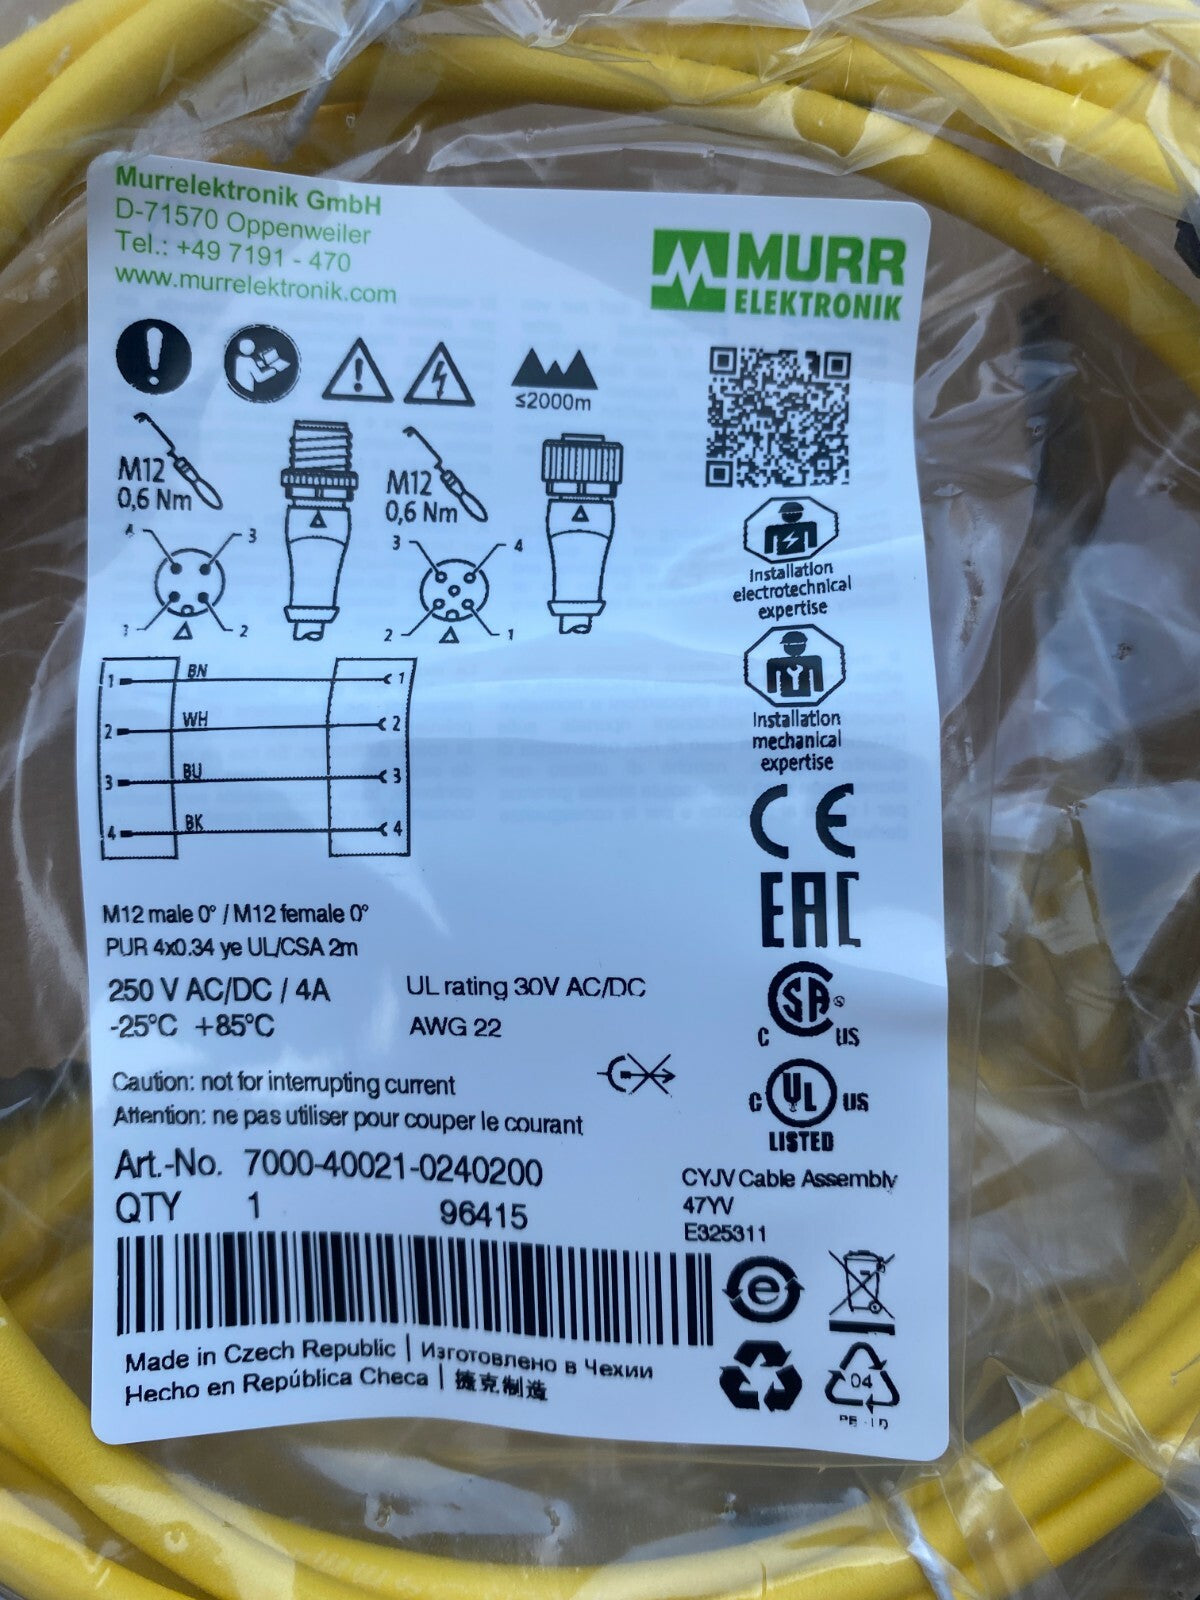 Murrelektronik GmbH
D-71570 Oppenweiler
Tel.: +49 7191 - 470
www.murrelektronik.com
MURR
ELEKTRONIK
≤2000m
M12
0,6 Nm
M12
0,6 Nm
4 3
1 2
3 4
2 1
Installation
electrotechnical
expertise
Installation
mechanical
expertise
1 BN 1
2 WH 2
3 BU 3
4 BK 4
CE
EAC
M12 male 0° / M12 female 0°
PUR 4x0.34 ye UL/CSA 2m
250 V AC/DC / 4A UL rating 30V AC/DC
-25°C +85°C AWG 22
SA
C US
C UL US
LISTED
Caution: not for interrupting current
Attention: ne pas utiliser pour couper le courant
Art.-No. 7000-40021-0240200
QTY 1 96415
CYJV Cable Assembly
47YV
E325311
e
Made in Czech Republic | Изготовлено в Чехии
Hecho en República Checa | 捷克制造
04